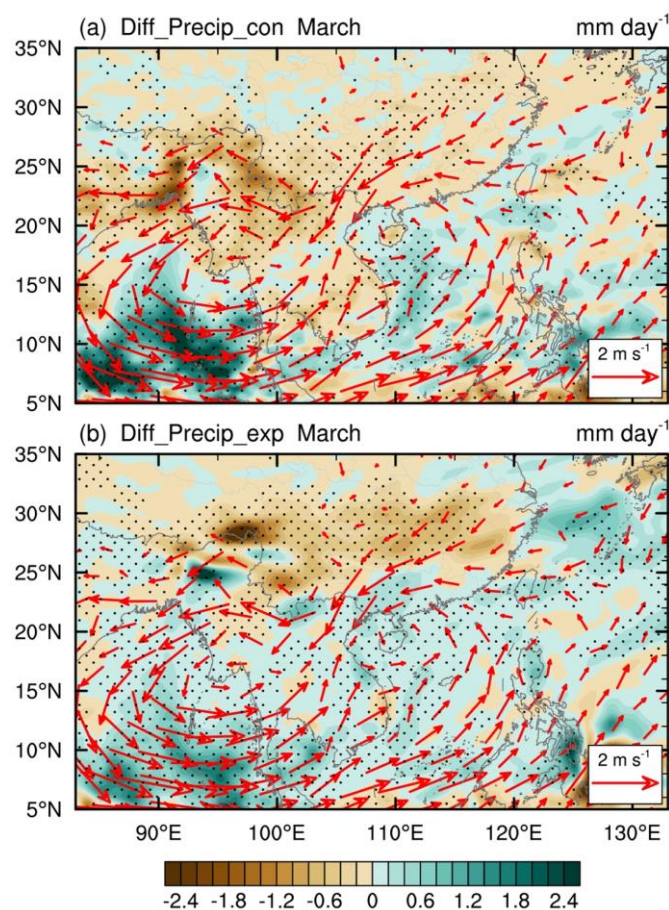 (a) Diff_Precip_con March mm day⁻¹
35°N
30°N
25°N
20°N
15°N
10°N
5°N
2 m s⁻¹
(b) Diff_Precip_exp March mm day⁻¹
35°N
30°N
25°N
20°N
15°N
10°N
5°N
2 m s⁻¹
90°E 100°E 110°E 120°E 130°E
-2.4 -1.8 -1.2 -0.6 0 0.6 1.2 1.8 2.4